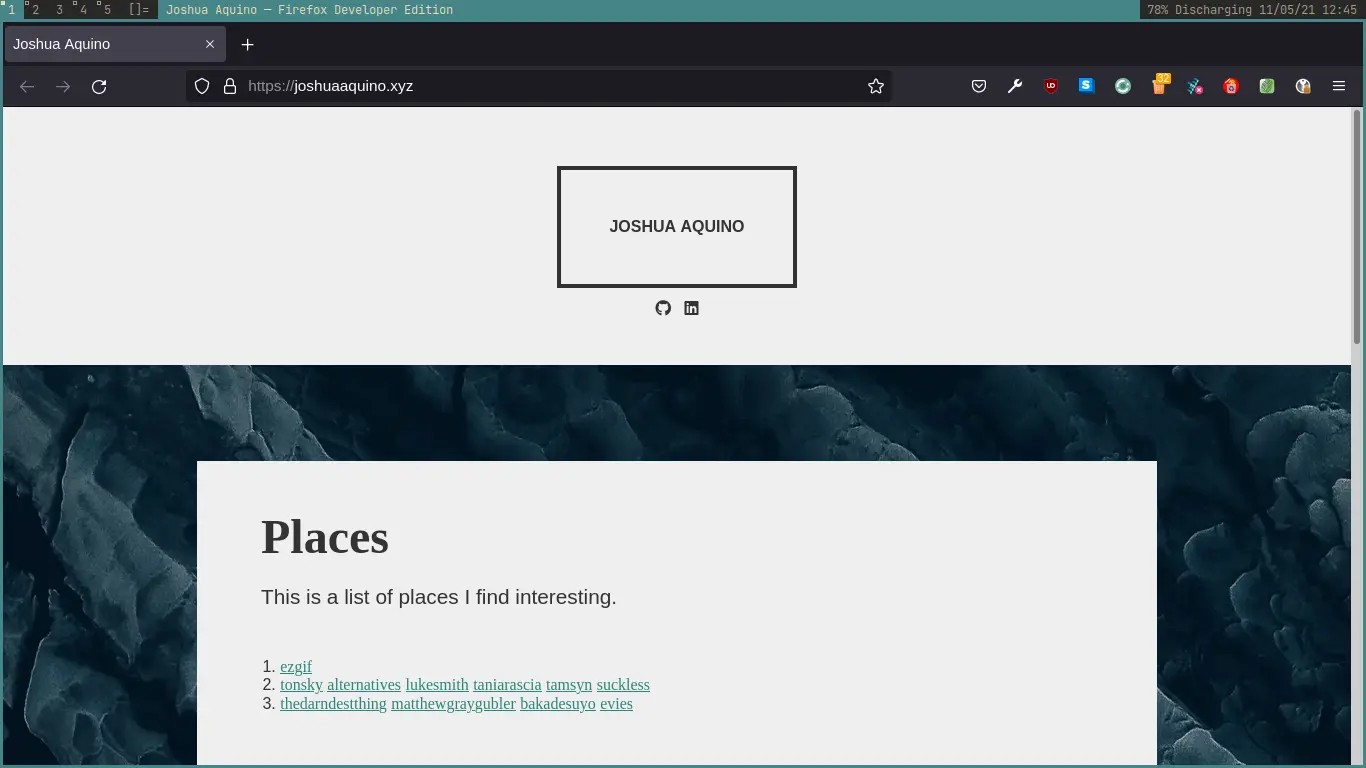 1 2 3 4 5 []= Joshua Aquino — Firefox Developer Edition 78% Discharging 11/05/21 12:45
Joshua Aquino
https://joshuaaquino.xyz
32
JOSHUA AQUINO
Places
This is a list of places I find interesting.
1. ezgif
2. tonsky alternatives lukesmith taniarascia tamsyn suckless
3. thedarndestthing matthewgraygubler bakadesuyo evies